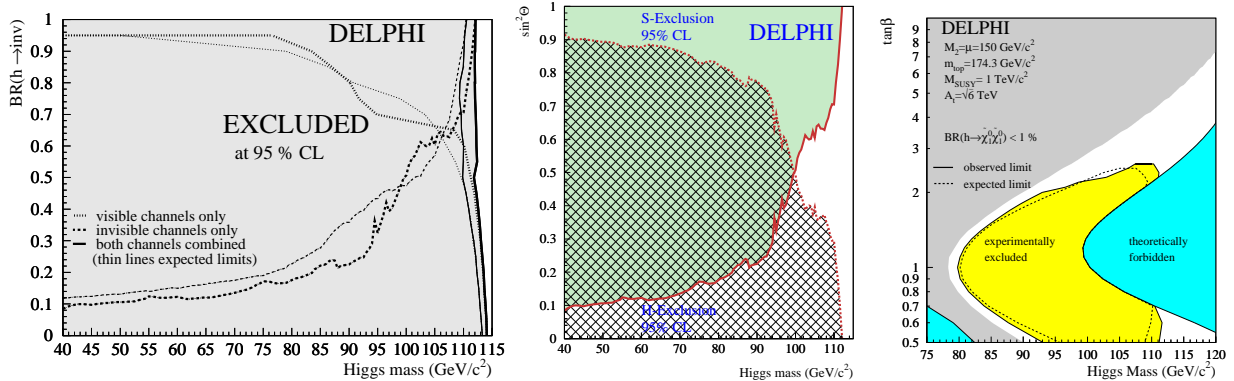 BR(h →inv)
1
0.9
0.8
0.7
0.6
0.5
0.4
0.3
0.2
0.1
0
DELPHI
EXCLUDED
at 95 % CL
visible channels only
invisible channels only
both channels combined
(thin lines expected limits)
40 45 50 55 60 65 70 75 80 85 90 95 100 105 110 115
Higgs mass (GeV/c²)
sin²Θ
1
0.9
0.8
0.7
0.6
0.5
0.4
0.3
0.2
0.1
0
S-Exclusion
95% CL
DELPHI
H-Exclusion
95% CL
40 50 60 70 80 90 100 110
Higgs mass (GeV/c²)
tanβ
9
8
7
6
5
4
3
2
1
0.9
0.8
0.7
0.6
0.5
DELPHI
M₂=μ=150 GeV/c²
m_top=174.3 GeV/c²
M_SUSY= 1 TeV/c²
A_t=√6 TeV
BR(h→χ̃⁰₁χ̃⁰₁) < 1 %
observed limit
expected limit
experimentally
excluded
theoretically
forbidden
75 80 85 90 95 100 105 110 115 120
Higgs Mass (GeV/c²)